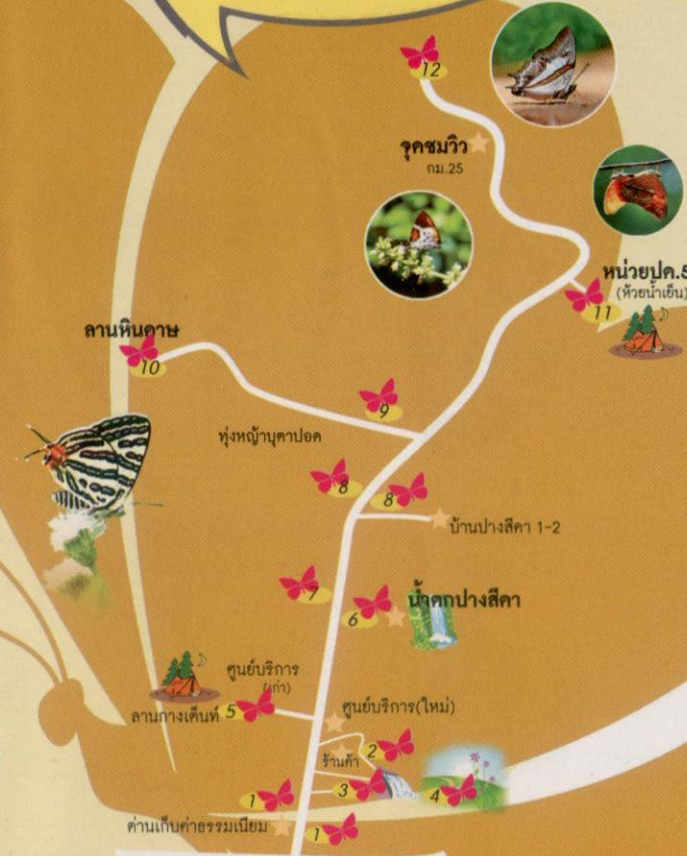 12
จุดชมวิว
กม.25
หน่วยปค.5
(ห้วยน้ำเย็น)
11
ลานหินดาษ
10
9
ทุ่งหญ้าบุตาปอด
8
8
บ้านปางสีดา 1-2
7
น้ำตกปางสีดา
6
ศูนย์บริการ
(เก่า)
ลานกางเต็นท์
5
ศูนย์บริการ(ใหม่)
2
ร้านค้า
1
3
4
ด่านเก็บค่าธรรมเนียม
1